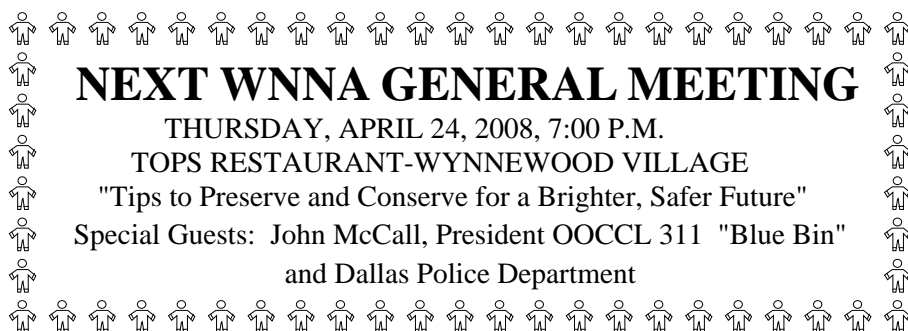 NEXT WNNA GENERAL MEETING
THURSDAY, APRIL 24, 2008, 7:00 P.M.
TOPS RESTAURANT-WYNNEWOOD VILLAGE
"Tips to Preserve and Conserve for a Brighter, Safer Future"
Special Guests:  John McCall, President OOCCL 311  "Blue Bin"
and Dallas Police Department